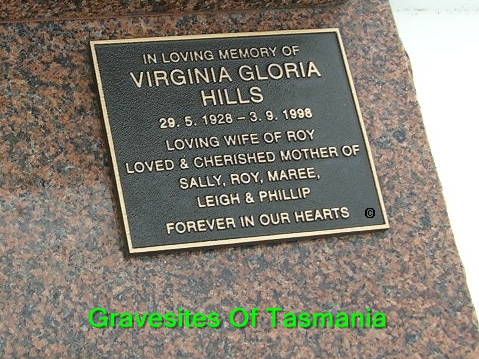 IN LOVING MEMORY OF
VIRGINIA GLORIA
HILLS
29. 5. 1928 – 3. 9. 1998
LOVING WIFE OF ROY
LOVED & CHERISHED MOTHER OF
SALLY, ROY, MAREE,
LEIGH & PHILLIP
FOREVER IN OUR HEARTS ©
Gravesites Of Tasmania